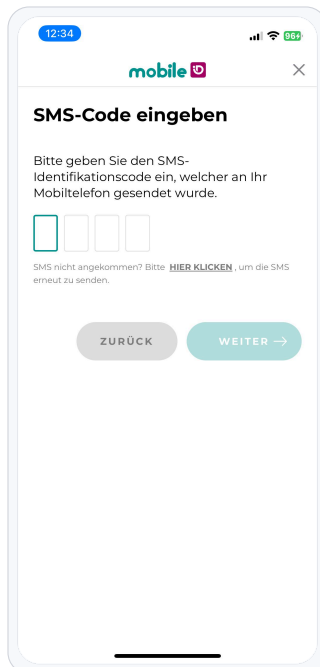 12:34
96
mobile iD
SMS-Code eingeben
Bitte geben Sie den SMS-
Identifikationscode ein, welcher an Ihr
Mobiltelefon gesendet wurde.
SMS nicht angekommen? Bitte HIER KLICKEN , um die SMS
erneut zu senden.
ZURÜCK
WEITER →